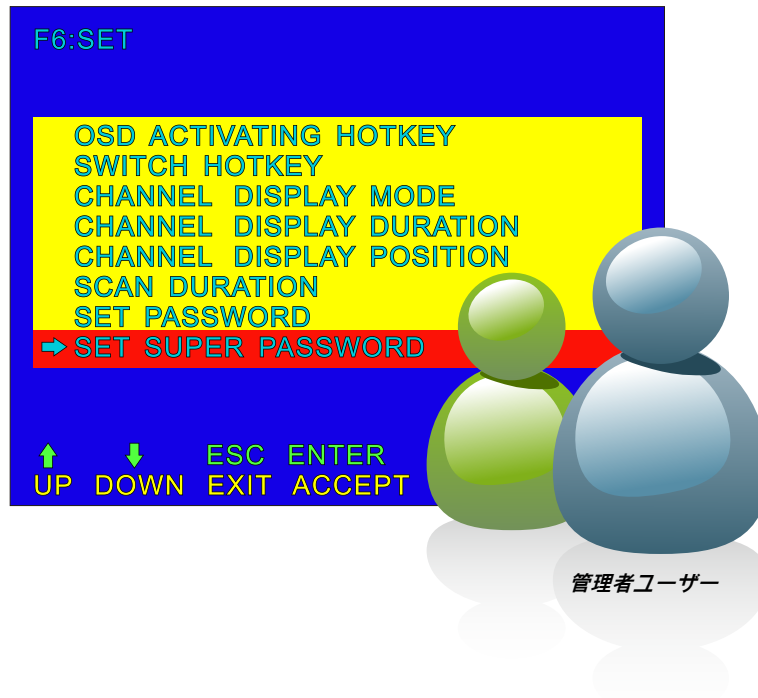 F6:SET
OSD ACTIVATING HOTKEY
SWITCH HOTKEY
CHANNEL DISPLAY MODE
CHANNEL DISPLAY DURATION
CHANNEL DISPLAY POSITION
SCAN DURATION
SET PASSWORD
SET SUPER PASSWORD
ESC ENTER
UP DOWN EXIT ACCEPT
管理者ユーザー